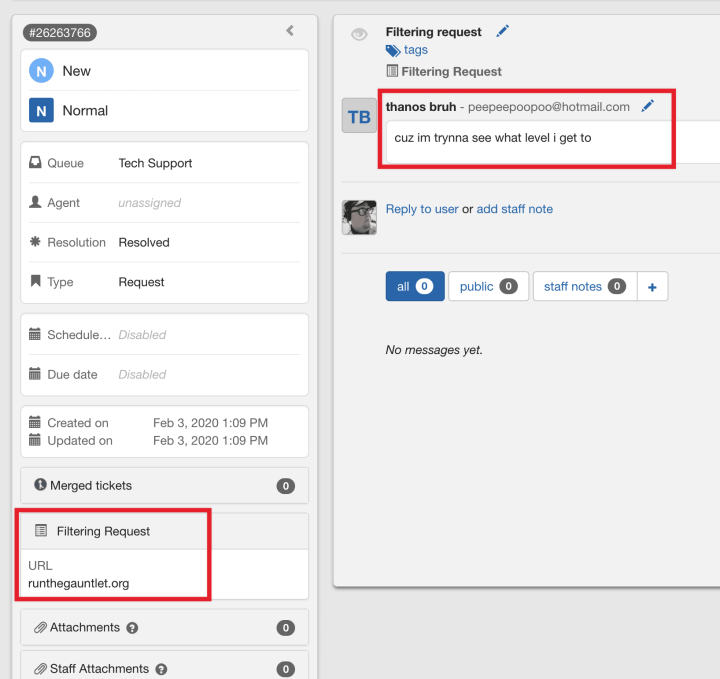 #26263766
N New
N Normal
Queue Tech Support
Agent unassigned
Resolution Resolved
Type Request
Schedule... Disabled
Due date Disabled
Created on Feb 3, 2020 1:09 PM
Updated on Feb 3, 2020 1:09 PM
Merged tickets 0
Filtering Request
URL
runthegauntlet.org
Attachments ? 0
Staff Attachments ? 0
Filtering request
tags
Filtering Request
TB
thanos bruh - peepeepoopoo@hotmail.com
cuz im trynna see what level i get to
Reply to user or add staff note
all 0 public 0 staff notes 0 +
No messages yet.